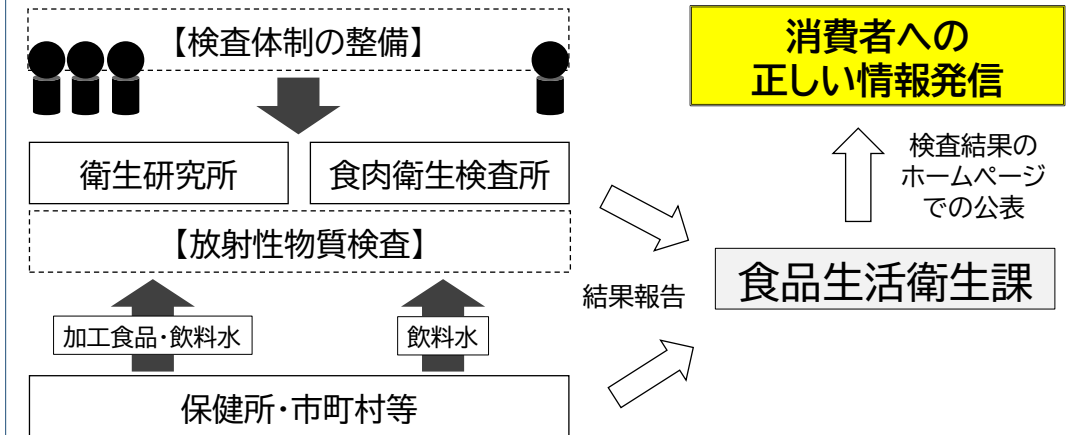 【検査体制の整備】
衛生研究所
食肉衛生検査所
【放射性物質検査】
加工食品・飲料水
飲料水
保健所・市町村等
結果報告
消費者への
正しい情報発信
検査結果の
ホームページ
での公表
食品生活衛生課